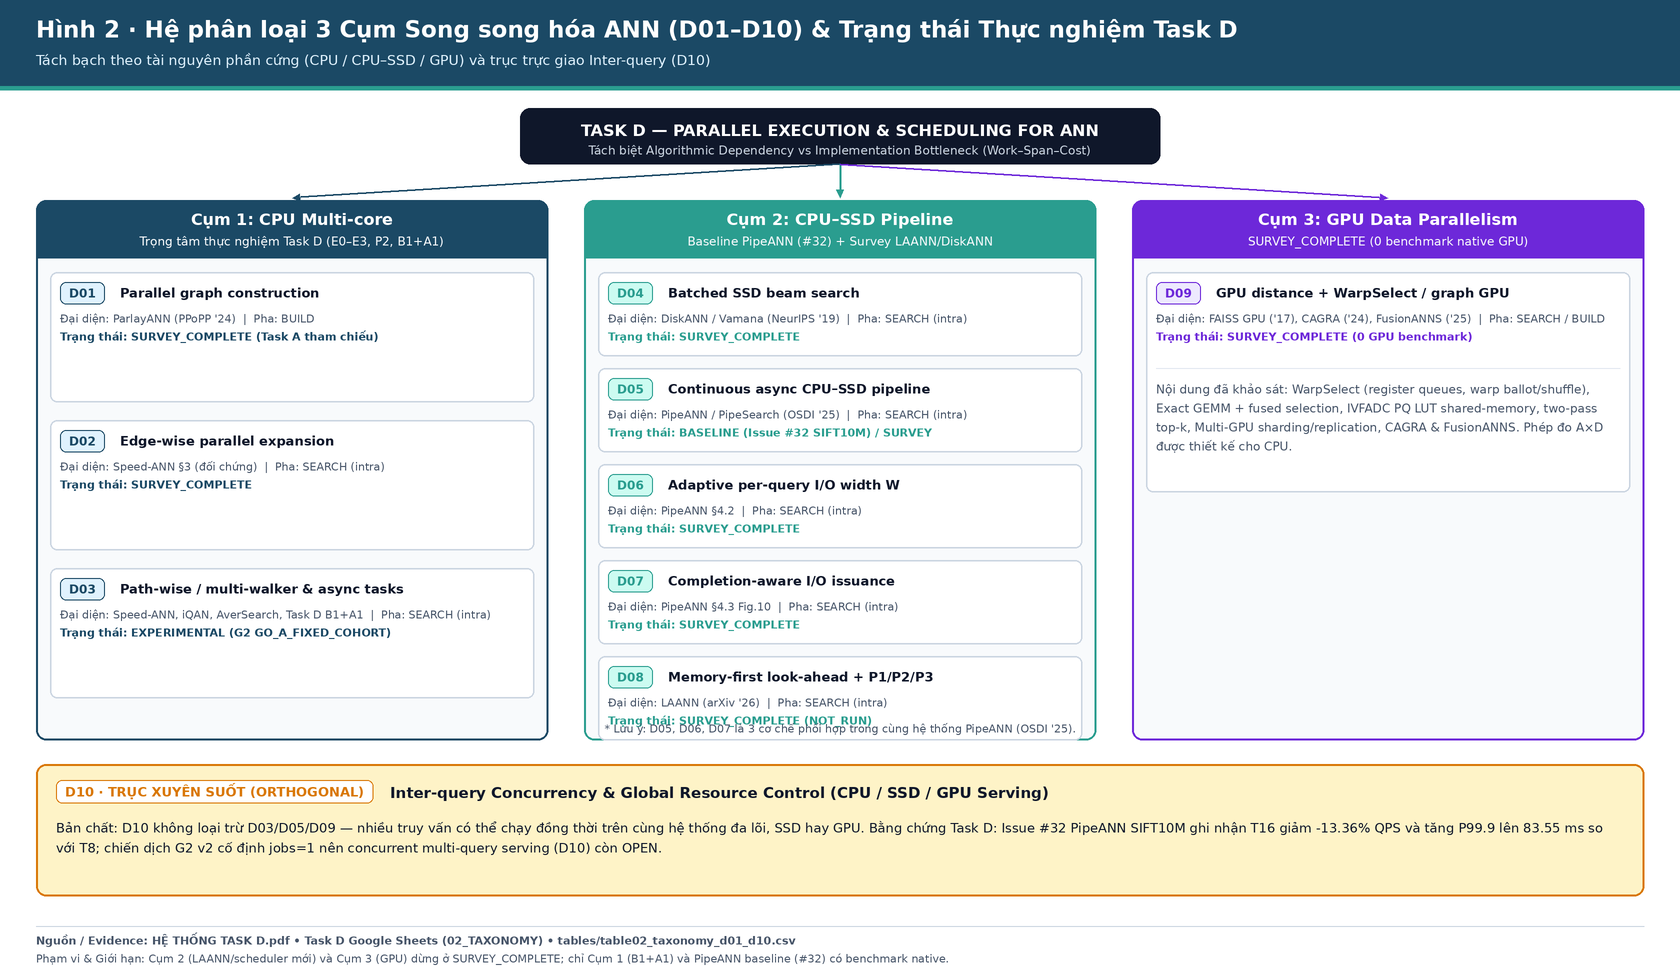 Hình 2 · Hệ phân loại 3 Cụm Song song hóa ANN (D01–D10) & Trạng thái Thực nghiệm Task D
Tách bạch theo tài nguyên phần cứng (CPU / CPU–SSD / GPU) và trục trực giao Inter-query (D10)
TASK D — PARALLEL EXECUTION & SCHEDULING FOR ANN
Tách biệt Algorithmic Dependency vs Implementation Bottleneck (Work–Span–Cost)
Cụm 1: CPU Multi-core
Trọng tâm thực nghiệm Task D (E0–E3, P2, B1+A1)
D01 Parallel graph construction
Đại diện: ParlayANN (PPoPP '24) | Pha: BUILD
Trạng thái: SURVEY_COMPLETE (Task A tham chiếu)
D02 Edge-wise parallel expansion
Đại diện: Speed-ANN §3 (đối chứng) | Pha: SEARCH (intra)
Trạng thái: SURVEY_COMPLETE
D03 Path-wise / multi-walker & async tasks
Đại diện: Speed-ANN, iQAN, AverSearch, Task D B1+A1 | Pha: SEARCH (intra)
Trạng thái: EXPERIMENTAL (G2 GO_A_FIXED_COHORT)
Cụm 2: CPU–SSD Pipeline
Baseline PipeANN (#32) + Survey LAANN/DiskANN
D04 Batched SSD beam search
Đại diện: DiskANN / Vamana (NeurIPS '19) | Pha: SEARCH (intra)
Trạng thái: SURVEY_COMPLETE
D05 Continuous async CPU–SSD pipeline
Đại diện: PipeANN / PipeSearch (OSDI '25) | Pha: SEARCH (intra)
Trạng thái: BASELINE (Issue #32 SIFT10M) / SURVEY
D06 Adaptive per-query I/O width W
Đại diện: PipeANN §4.2 | Pha: SEARCH (intra)
Trạng thái: SURVEY_COMPLETE
D07 Completion-aware I/O issuance
Đại diện: PipeANN §4.3 Fig.10 | Pha: SEARCH (intra)
Trạng thái: SURVEY_COMPLETE
D08 Memory-first look-ahead + P1/P2/P3
Đại diện: LAANN (arXiv '26) | Pha: SEARCH (intra)
Trạng thái: SURVEY_COMPLETE (NOT_RUN)
* Lưu ý: D05, D06, D07 là 3 cơ chế phối hợp trong cùng hệ thống PipeANN (OSDI '25).
Cụm 3: GPU Data Parallelism
SURVEY_COMPLETE (0 benchmark native GPU)
D09 GPU distance + WarpSelect / graph GPU
Đại diện: FAISS GPU ('17), CAGRA ('24), FusionANNS ('25) | Pha: SEARCH / BUILD
Trạng thái: SURVEY_COMPLETE (0 GPU benchmark)
Nội dung đã khảo sát: WarpSelect (register queues, warp ballot/shuffle),
Exact GEMM + fused selection, IVFADC PQ LUT shared-memory, two-pass
top-k, Multi-GPU sharding/replication, CAGRA & FusionANNS. Phép đo A×D
được thiết kế cho CPU.
D10 · TRỤC XUYÊN SUỐT (ORTHOGONAL) Inter-query Concurrency & Global Resource Control (CPU / SSD / GPU Serving)
Bản chất: D10 không loại trừ D03/D05/D09 — nhiều truy vấn có thể chạy đồng thời trên cùng hệ thống đa lõi, SSD hay GPU. Bằng chứng Task D: Issue #32 PipeANN SIFT10M ghi nhận T16 giảm -13.36% QPS và tăng P99.9 lên 83.55 ms so
với T8; chiến dịch G2 v2 cố định jobs=1 nên concurrent multi-query serving (D10) còn OPEN.
Nguồn / Evidence: HỆ THỐNG TASK D.pdf • Task D Google Sheets (02_TAXONOMY) • tables/table02_taxonomy_d01_d10.csv
Phạm vi & Giới hạn: Cụm 2 (LAANN/scheduler mới) và Cụm 3 (GPU) dừng ở SURVEY_COMPLETE; chỉ Cụm 1 (B1+A1) và PipeANN baseline (#32) có benchmark native.